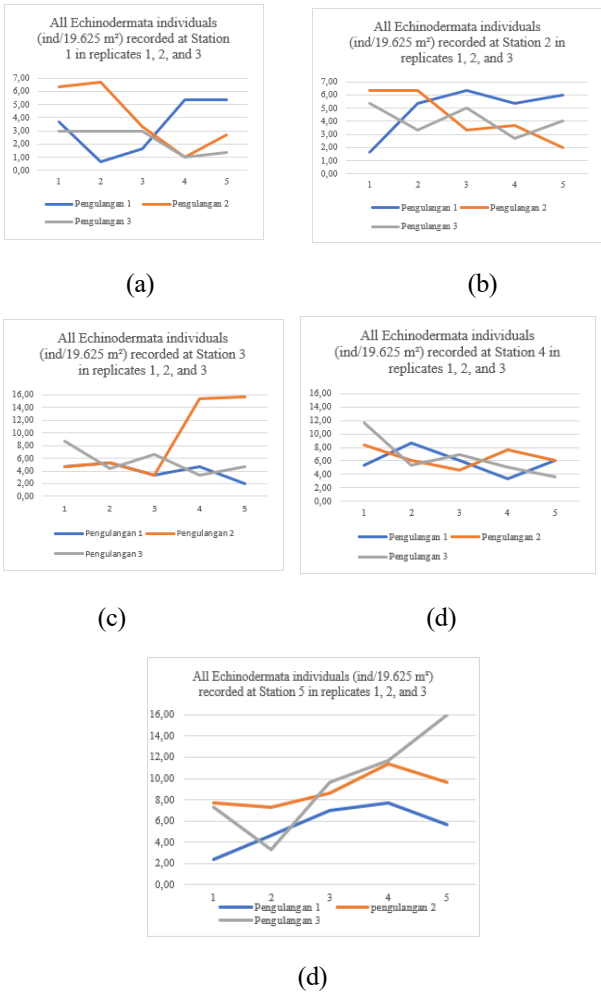 All Echinodermata individuals
(ind/19.625 m²) recorded at Station
1 in replicates 1, 2, and 3
7,00
6,00
5,00
4,00
3,00
2,00
1,00
0,00
1 2 3 4 5
Pengulangan 1 Pengulangan 2
Pengulangan 3
(a)
All Echinodermata individuals
(ind/19.625 m²) recorded at Station 2 in
replicates 1, 2, and 3
7,00
6,00
5,00
4,00
3,00
2,00
1,00
0,00
1 2 3 4 5
Pengulangan 1 Pengulangan 2
Pengulangan 3
(b)
All Echinodermata individuals
(ind/19.625 m²) recorded at Station 3
in replicates 1, 2, and 3
16,00
14,00
12,00
10,00
8,00
6,00
4,00
2,00
0,00
1 2 3 4 5
Pengulangan 1 Pengulangan 2
Pengulangan 3
(c)
All Echinodermata individuals
(ind/19.625 m²) recorded at Station 4 in
replicates 1, 2, and 3
16,00
14,00
12,00
10,00
8,00
6,00
4,00
2,00
0,00
1 2 3 4 5
Pengulangan 1 Pengulangan 2
Pengulangan 3
(d)
All Echinodermata individuals (ind/19.625 m²)
recorded at Station 5 in replicates 1, 2, and 3
16,00
14,00
12,00
10,00
8,00
6,00
4,00
2,00
0,00
1 2 3 4 5
Pengulangan 1 pengulangan 2
Pengulangan 3
(d)